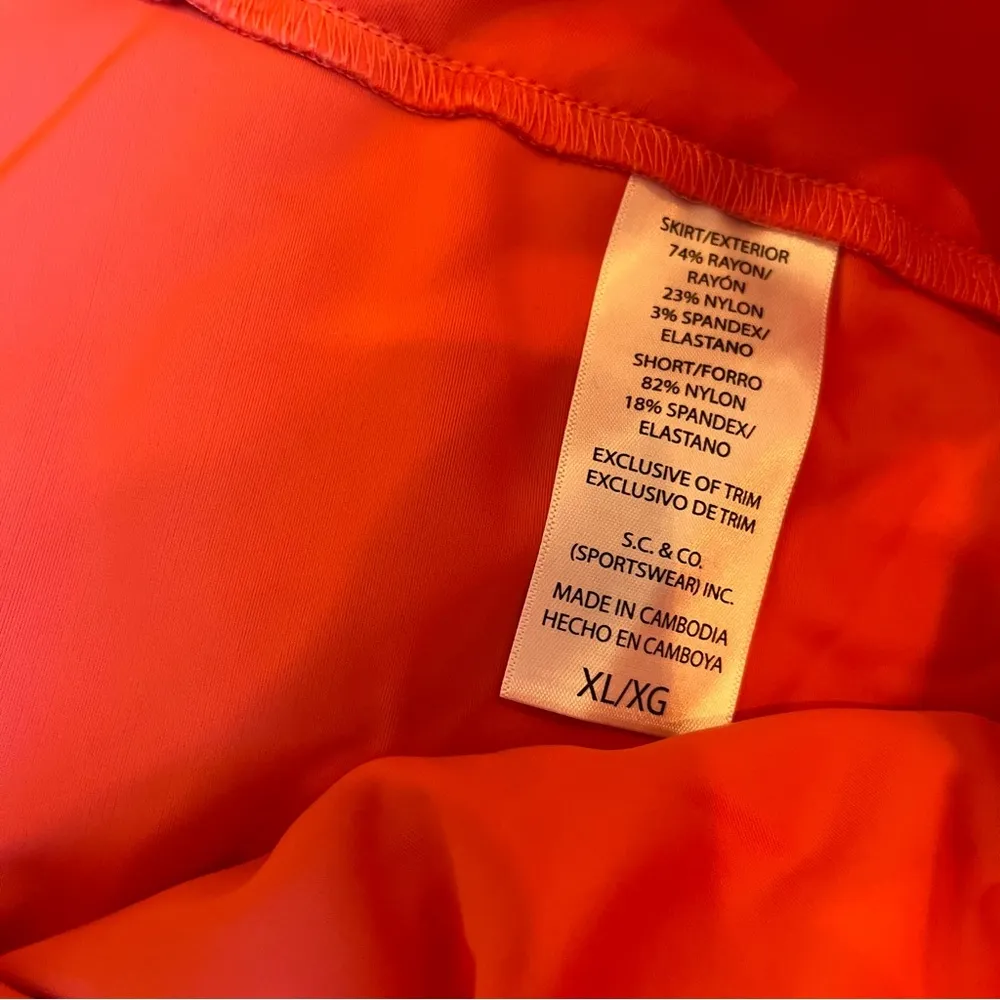 SKIRT/EXTERIOR
74% RAYON/
RAYÓN
23% NYLON
3% SPANDEX/
ELASTANO
SHORT/FORRO
82% NYLON
18% SPANDEX/
ELASTANO
EXCLUSIVE OF TRIM
EXCLUSIVO DE TRIM
S.C. & CO.
(SPORTSWEAR) INC.
MADE IN CAMBODIA
HECHO EN CAMBOYA
XL/XG